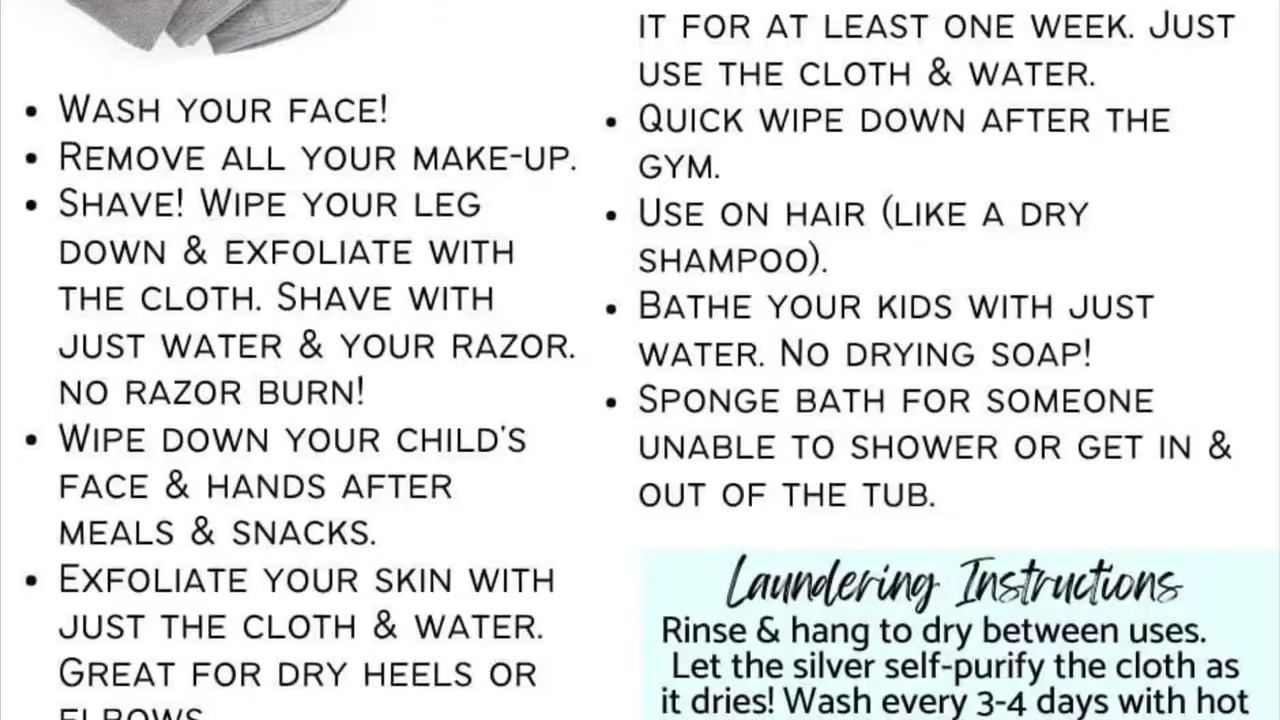 • Wash your face!
• Remove all your make-up.
• Shave! Wipe your leg
down & exfoliate with
the cloth. Shave with
just water & your razor.
No razor burn!
• Wipe down your child's
face & hands after
meals & snacks.
• Exfoliate your skin with
just the cloth & water.
Great for dry heels or
elbows.
it for at least one week. Just
use the cloth & water.
• Quick wipe down after the
gym.
• Use on hair (like a dry
shampoo).
• Bathe your kids with just
water. No drying soap!
• Sponge bath for someone
unable to shower or get in &
out of the tub.
Laundering Instructions
Rinse & hang to dry between uses.
Let the silver self-purify the cloth as
it dries! Wash every 3-4 days with hot